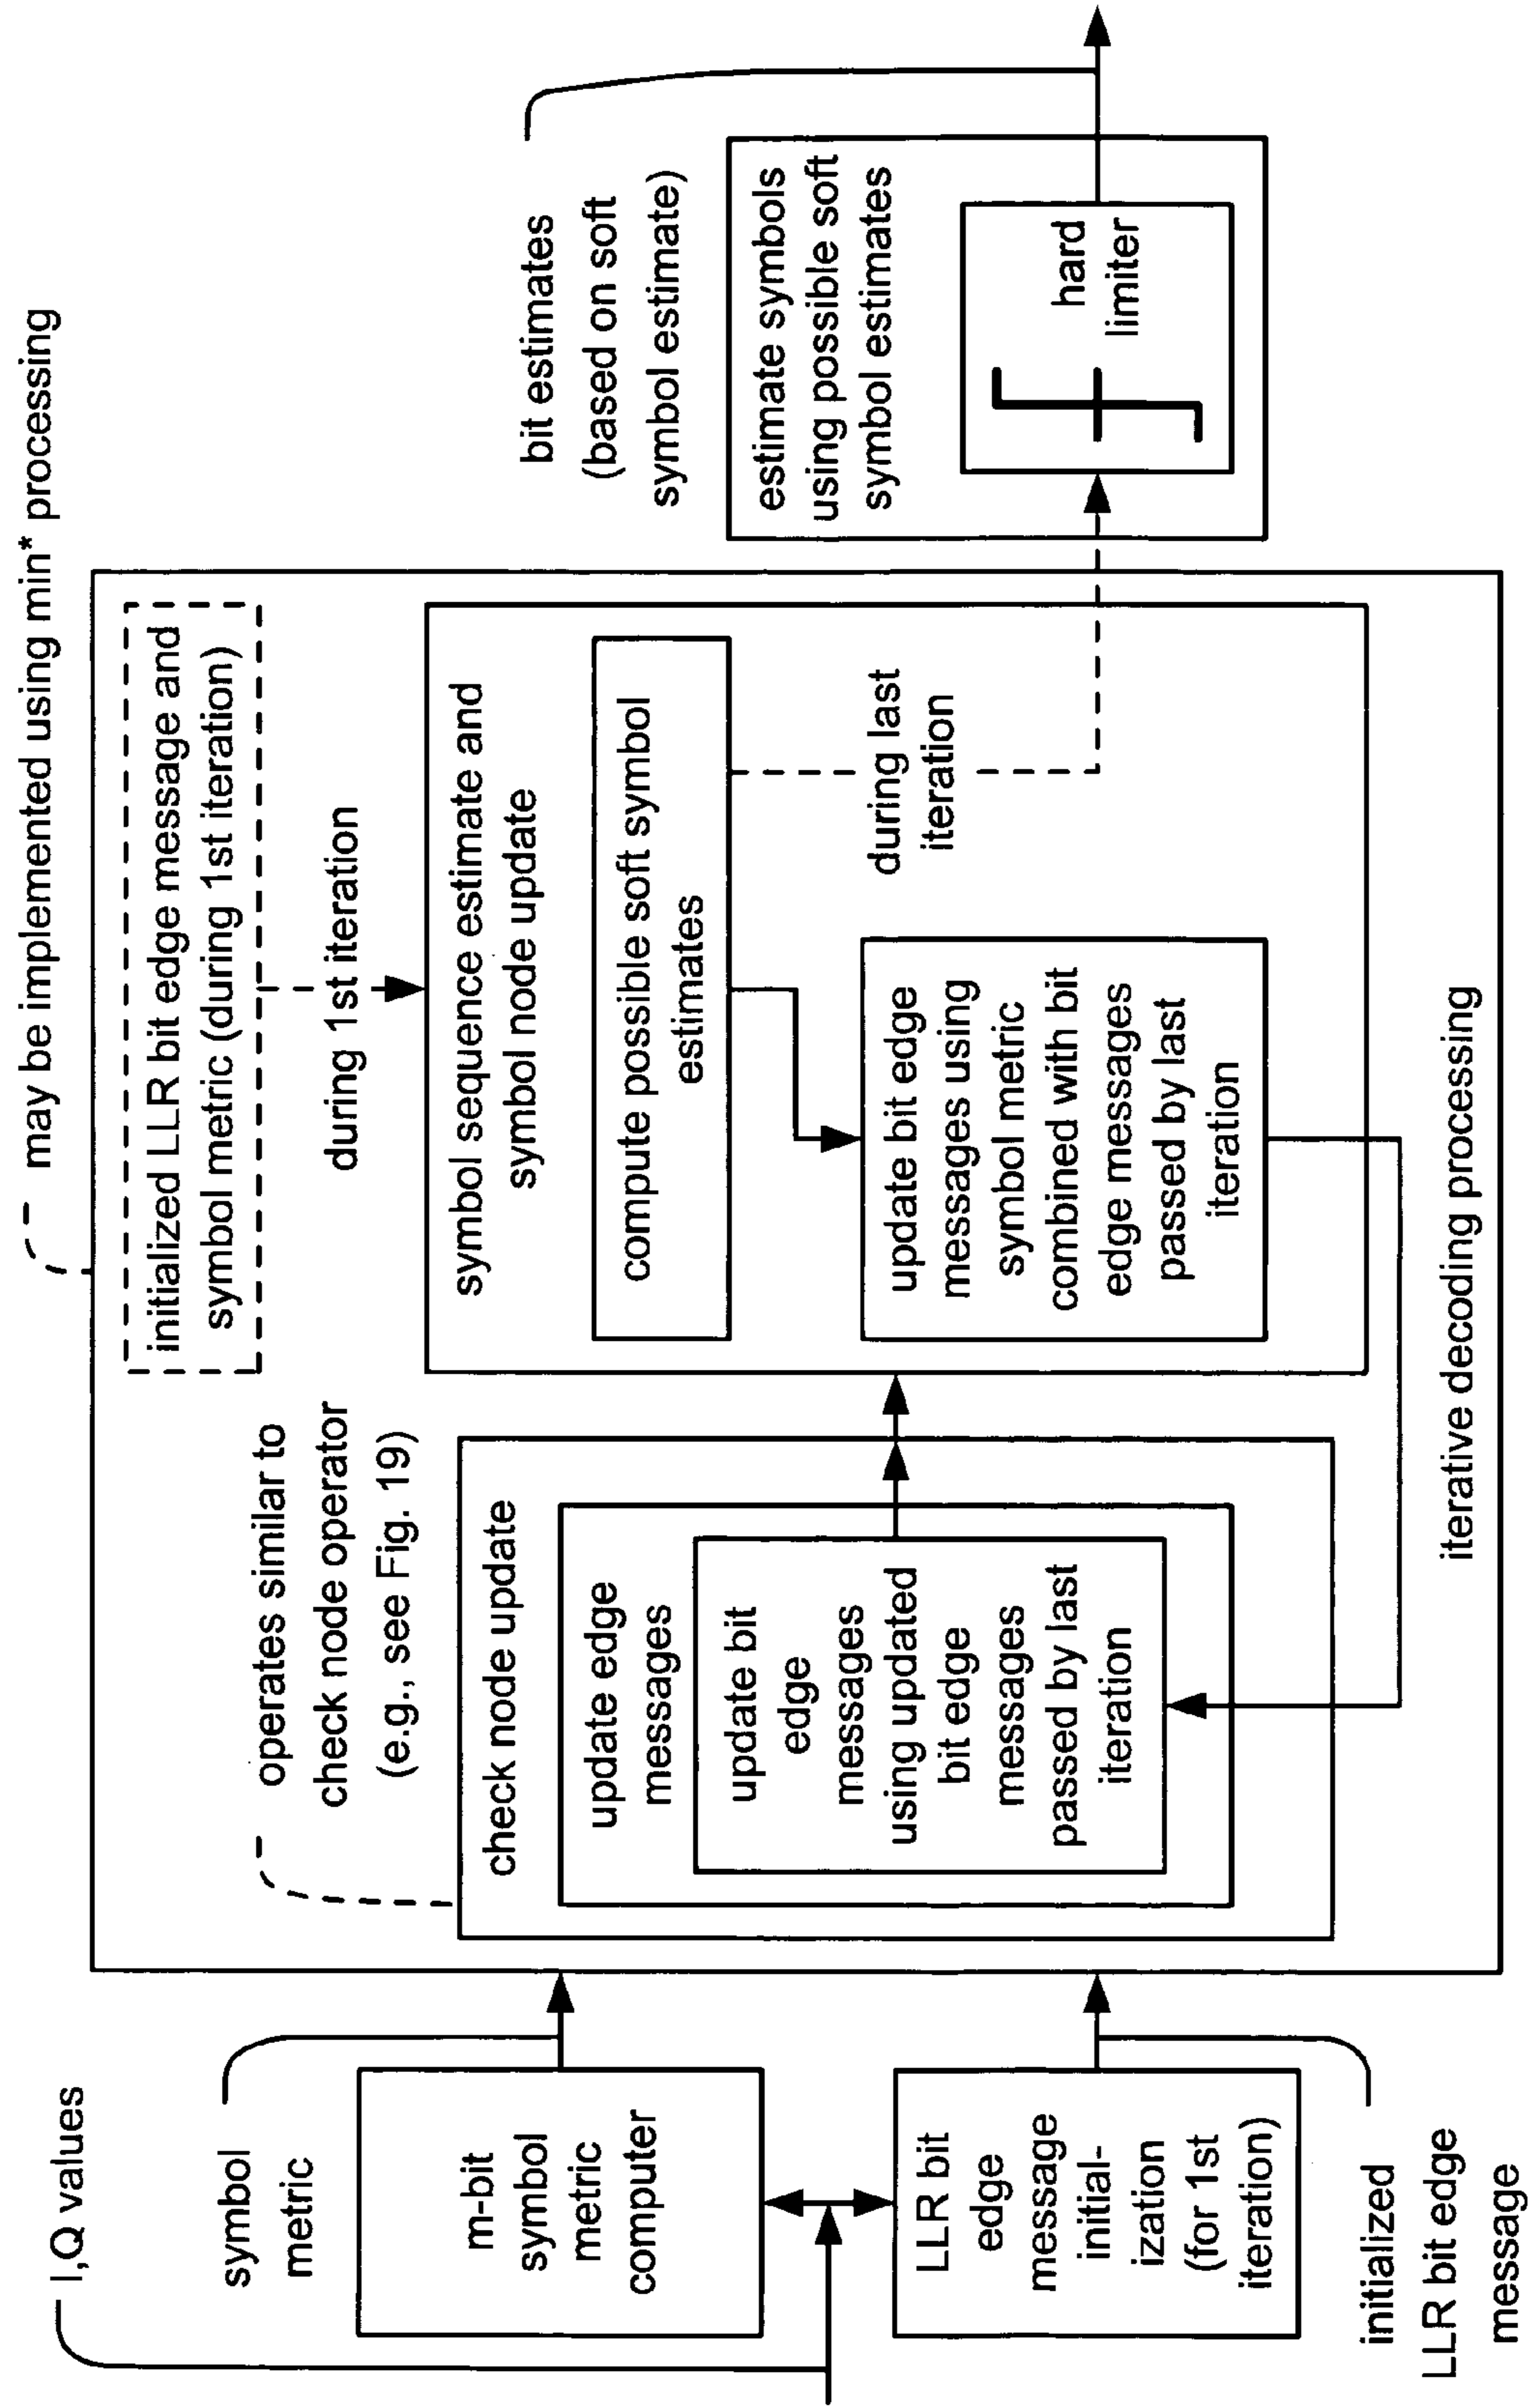 may be implemented using min* processing
I,Q values
symbol
metric
m-bit
symbol
metric
computer
LLR bit
edge
message
initial-
ization
(for 1st
iteration)
initialized
LLR bit edge
message
operates similar to
check node operator
(e.g., see Fig. 19)
check node update
update edge
messages
update bit
edge
messages
using updated
bit edge
messages
passed by last
iteration
initialized LLR bit edge message and
symbol metric (during 1st iteration)
during 1st iteration
symbol sequence estimate and
symbol node update
compute possible soft symbol
estimates
update bit edge
messages using
symbol metric
combined with bit
edge messages
passed by last
iteration
during last
iteration
iterative decoding processing
bit estimates
(based on soft
symbol estimate)
estimate symbols
using possible soft
symbol estimates
hard
limiter